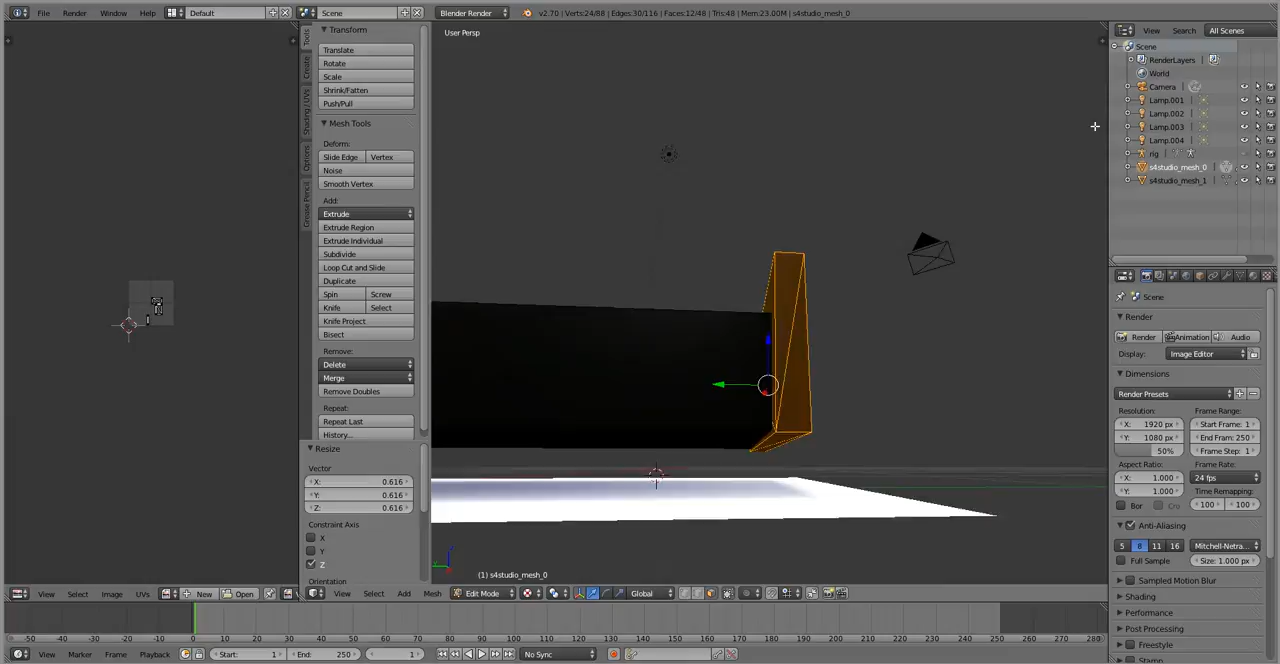 File Render Window Help Default Scene Blender Render v2.70 | Verts:24/88 | Edges:30/116 | Faces:12/48 | Tris:48 | Mem:23.00M | s4studio_mesh_0
View Search All Scenes
Tools
Create
Shading / UVs
Options
Grease Pencil
Transform
Translate
Rotate
Scale
Shrink/Fatten
Push/Pull
Mesh Tools
Deform:
Slide Edge Vertex
Noise
Smooth Vertex
Add:
Extrude
Extrude Region
Extrude Individual
Subdivide
Loop Cut and Slide
Duplicate
Spin Screw
Knife Select
Knife Project
Bisect
Remove:
Delete
Merge
Remove Doubles
Repeat:
Repeat Last
History...
Resize
Vector
X: 0.616
Y: 0.616
Z: 0.616
Constraint Axis
X
Y
Z
Orientation
User Persp
(1) s4studio_mesh_0
Scene
RenderLayers
World
Camera
Lamp.001
Lamp.002
Lamp.003
Lamp.004
rig
s4studio_mesh_0
s4studio_mesh_1
Scene
Render
Render Animation Audio
Display: Image Editor
Dimensions
Render Presets
Resolution: Frame Range:
X: 1920 px Start Frame: 1
Y: 1080 px End Fram: 250
50% Frame Step: 1
Aspect Ratio: Frame Rate:
X: 1.000 24 fps
Y: 1.000 Time Remapping:
Bor Cro 100 100
Anti-Aliasing
5 8 11 16 Mitchell-Netra...
Full Sample Size: 1.000 px
Sampled Motion Blur
Shading
Performance
Post Processing
Freestyle
Stamp
View Select Image UVs New Open
View Select Add Mesh Edit Mode Global
-50 -40 -30 -20 -10 0 10 20 30 40 50 60 70 80 90 100 110 120 130 140 150 160 170 180 190 200 210 220 230 240 250 260 270 280
View Marker Frame Playback Start: 1 End: 250 1 No Sync